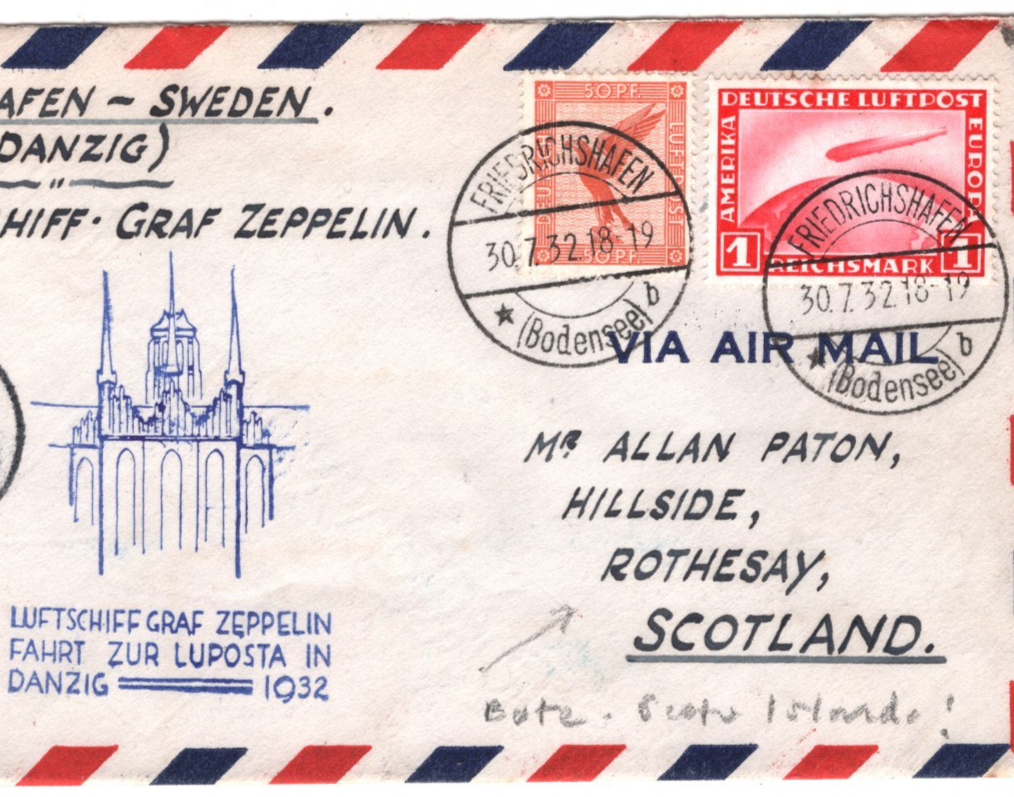 AFEN ~ SWEDEN.
DANZIG)
HIFF · GRAF ZEPPELIN.
50 PF.
DEUTSCHE LUFTPOST
AMERIKA
EUROPA
1 REICHSMARK 1
50 PF.
FRIEDRICHSHAFEN
30.7.32.18-19
(Bodensee) b
FRIEDRICHSHAFEN
30.7.32.18-19
(Bodensee) b
VIA AIR MAIL
MR ALLAN PATON,
HILLSIDE,
ROTHESAY,
SCOTLAND.
LUFTSCHIFF GRAF ZEPPELIN
FAHRT ZUR LUPOSTA IN
DANZIG 1932